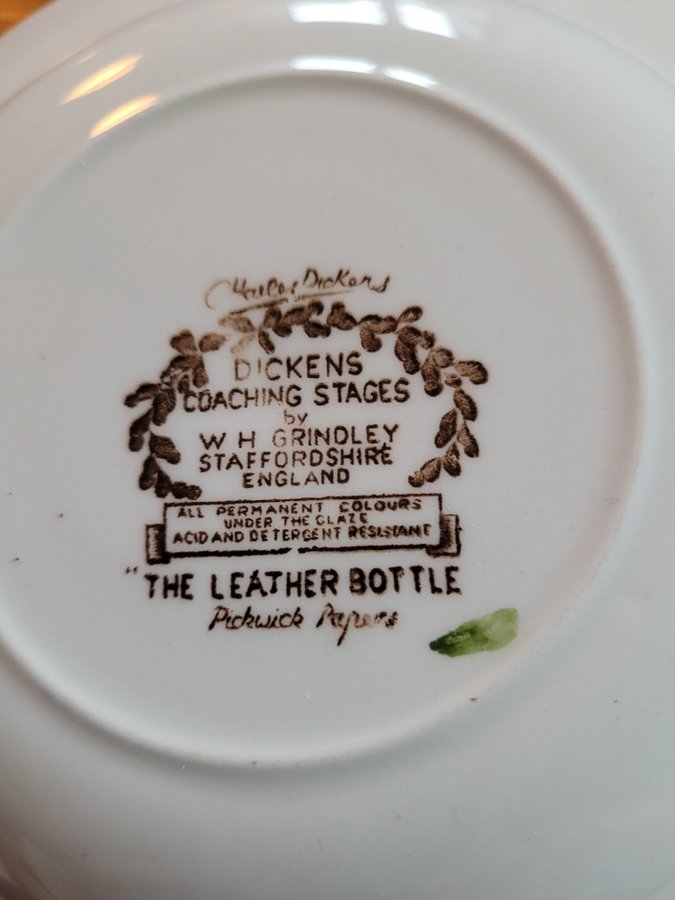 Charles Dickens
DICKENS
COACHING STAGES
by
W H GRINDLEY
STAFFORDSHIRE
ENGLAND
ALL PERMANENT COLOURS
UNDER THE GLAZE
ACID AND DETERGENT RESISTANT
"THE LEATHER BOTTLE
Pickwick Papers